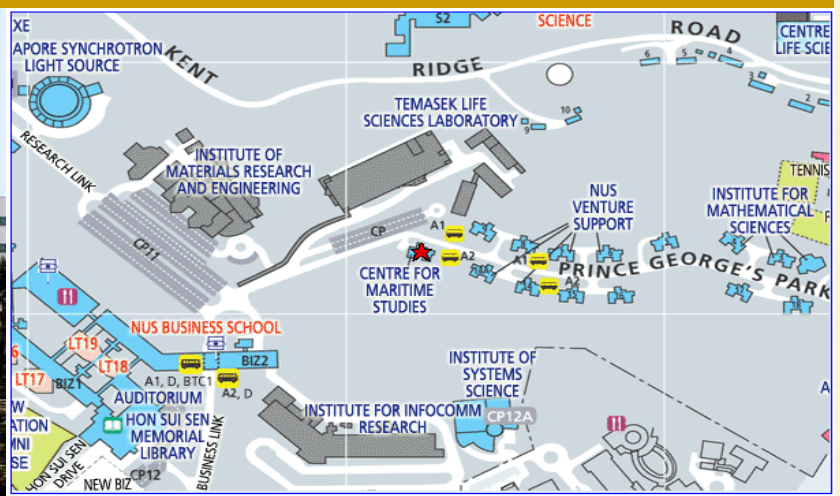 XE
S2
SCIENCE
ROAD
CENTRE
LIFE SCIE
APORE SYNCHROTRON
LIGHT SOURCE
KENT
RIDGE
6
5
4
3
2
TEMASEK LIFE
SCIENCES LABORATORY
10
9
RESEARCH LINK
INSTITUTE OF
MATERIALS RESEARCH
AND ENGINEERING
TENNIS
NUS
VENTURE
SUPPORT
INSTITUTE FOR
MATHEMATICAL
SCIENCES
P
CP11
CP
A1
A2
A1
A2
PRINCE GEORGE'S PARK
CENTRE FOR
MARITIME
STUDIES
NUS BUSINESS SCHOOL
LT19
6
LT18
LT17
BIZ1
BIZ2
A1, D, BTC1
A2, D
INSTITUTE OF
SYSTEMS
SCIENCE
A
AUDITORIUM
HON SUI SEN
MEMORIAL
LIBRARY
INSTITUTE FOR INFOCOMM
RESEARCH
CP12A
W
ATION
MNI
SE
HON SUI SEN
DRIVE
NEW BIZ
CP12
BUSINESS LINK